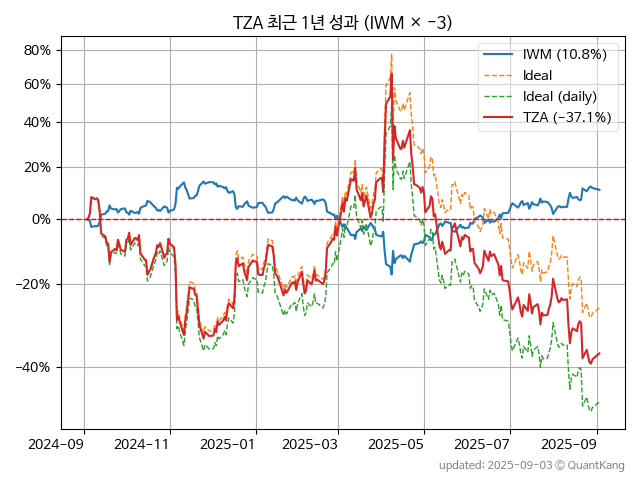 TZA 최근 1년 성과 (IWM × −3)
IWM (10.8%)
Ideal
Ideal (daily)
TZA (−37.1%)
80%
60%
40%
20%
0%
−20%
−40%
2024-09 2024-11 2025-01 2025-03 2025-05 2025-07 2025-09
updated: 2025-09-03 © QuantKang